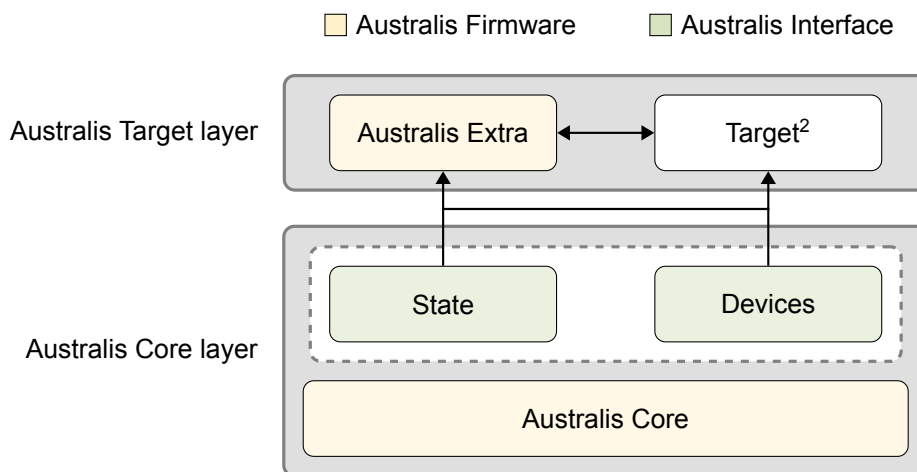 Australis Firmware Australis Interface
Australis Target layer
Australis Extra
Target²
State
Devices
Australis Core layer
Australis Core